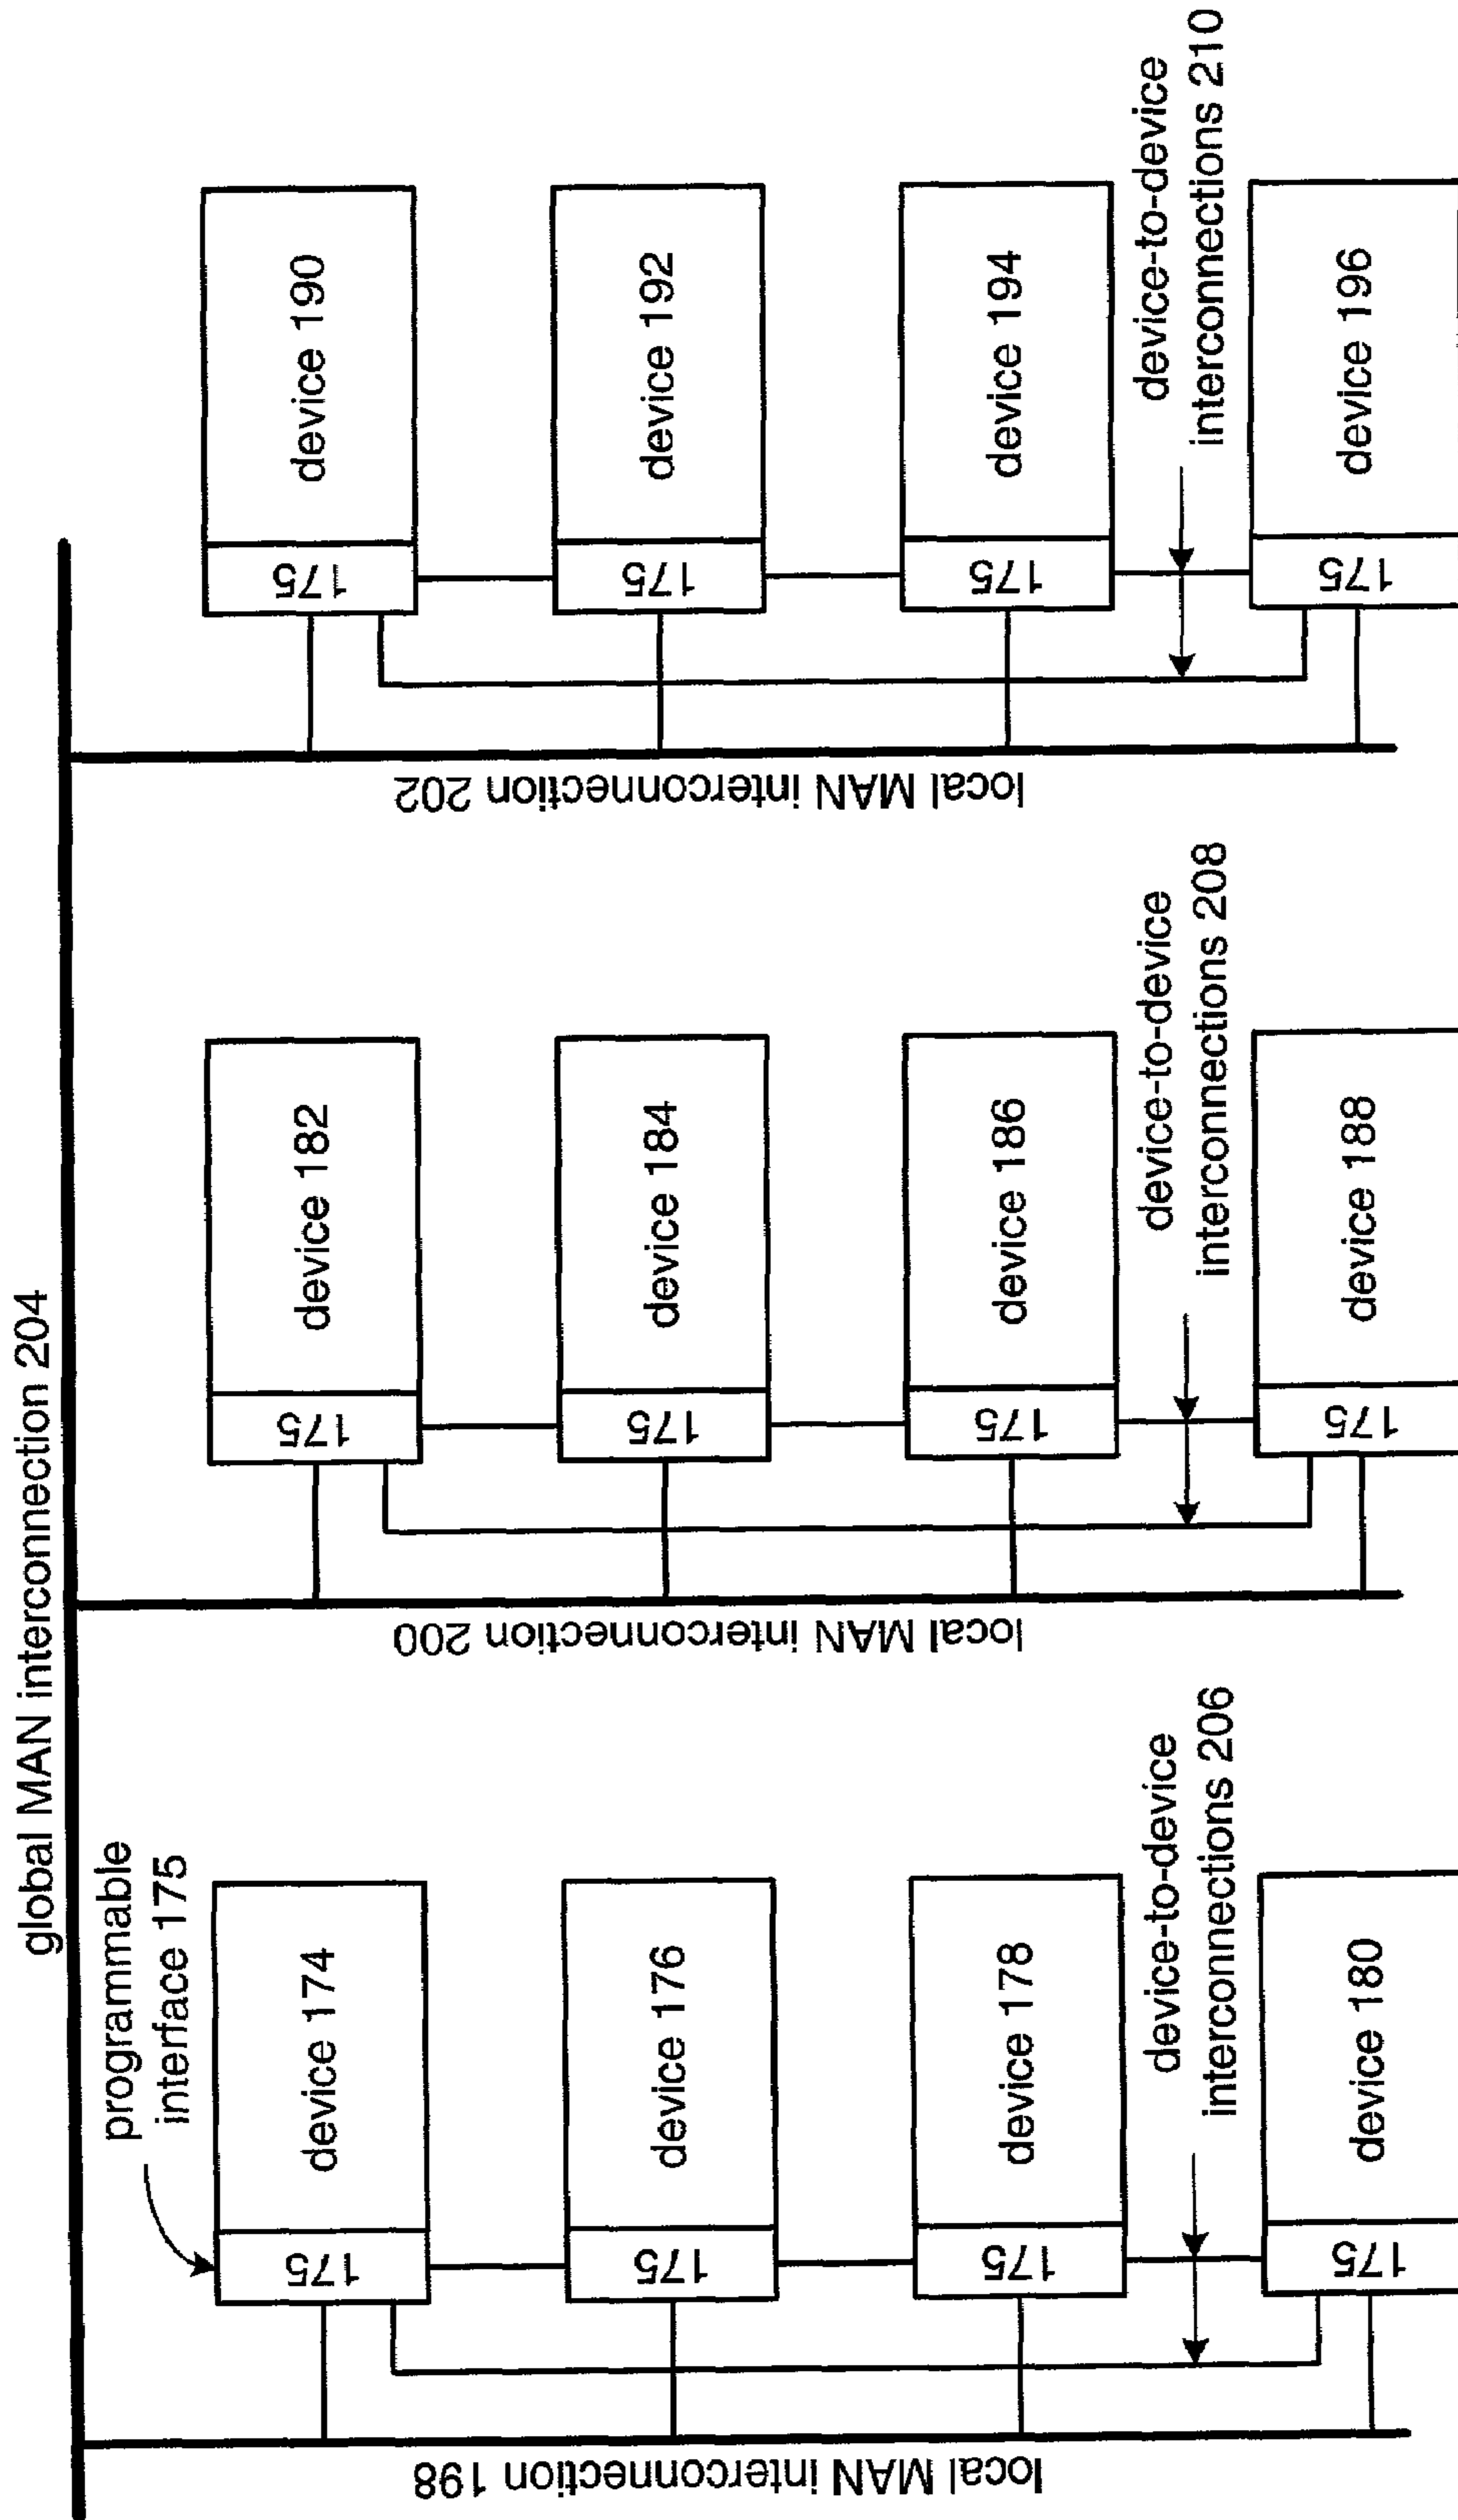 global MAN interconnection 204
programmable
interface 175
local MAN interconnection 198
175
device 174
175
device 176
175
device 178
device-to-device
interconnections 206
175
device 180
local MAN interconnection 200
175
device 182
175
device 184
175
device 186
device-to-device
interconnections 208
175
device 188
local MAN interconnection 202
175
device 190
175
device 192
175
device 194
device-to-device
interconnections 210
175
device 196